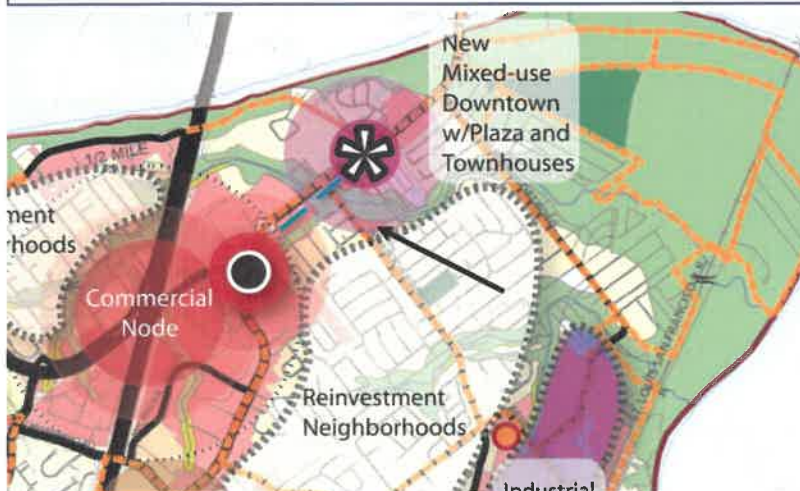 New
Mixed-use
Downtown
w/Plaza and
Townhouses
1/2 MILE
ment
rhoods
Commercial
Node
Reinvestment
Neighborhoods
Industrial